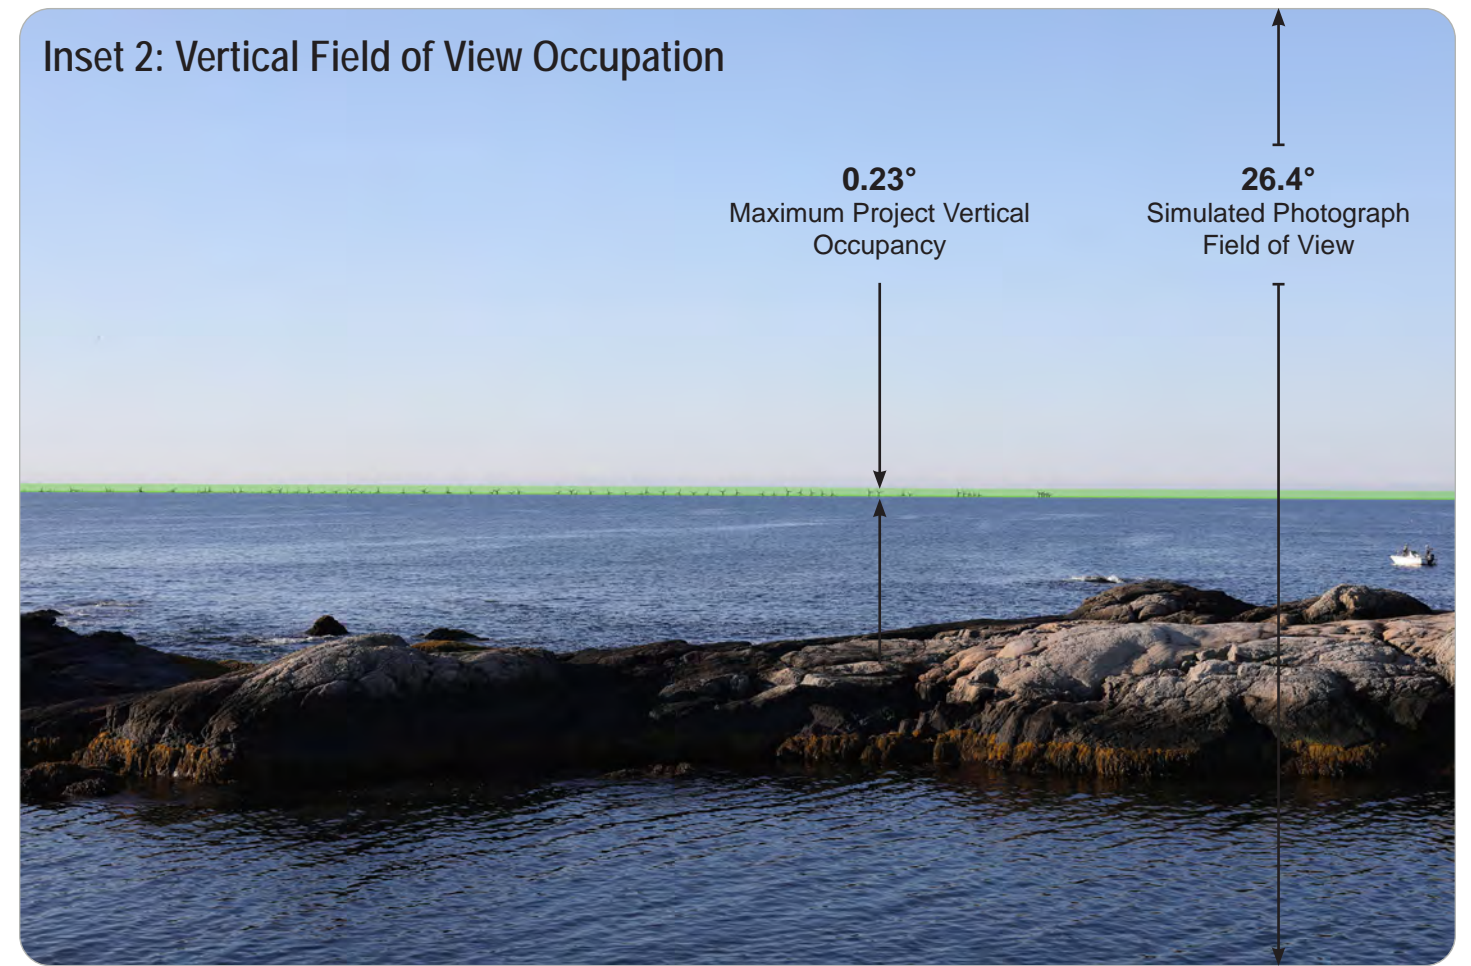 Inset 2: Vertical Field of View Occupation
0.23°
Maximum Project Vertical
Occupancy
26.4°
Simulated Photograph
Field of View